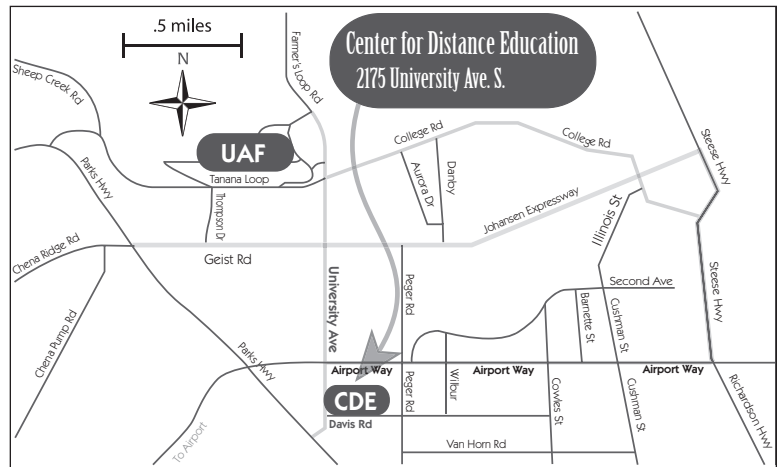 .5 miles
N
Center for Distance Education
2175 University Ave. S.
Sheep Creek Rd
Farmer's Loop Rd
UAF
Tanana Loop
College Rd
College Rd
Steese Hwy
Parks Hwy
Thompson Dr
Aurora Dr
Danby
Johansen Expressway
Illinois St
Chena Ridge Rd
Geist Rd
University Ave
Peger Rd
Second Ave
Steese Hwy
Chena Pump Rd
Parks Hwy
Barnette St
Cushman St
Airport Way
Airport Way
Airport Way
CDE
Peger Rd
Wilbur
Cowles St
Cushman St
Richardson Hwy
Davis Rd
To Airport
Van Horn Rd